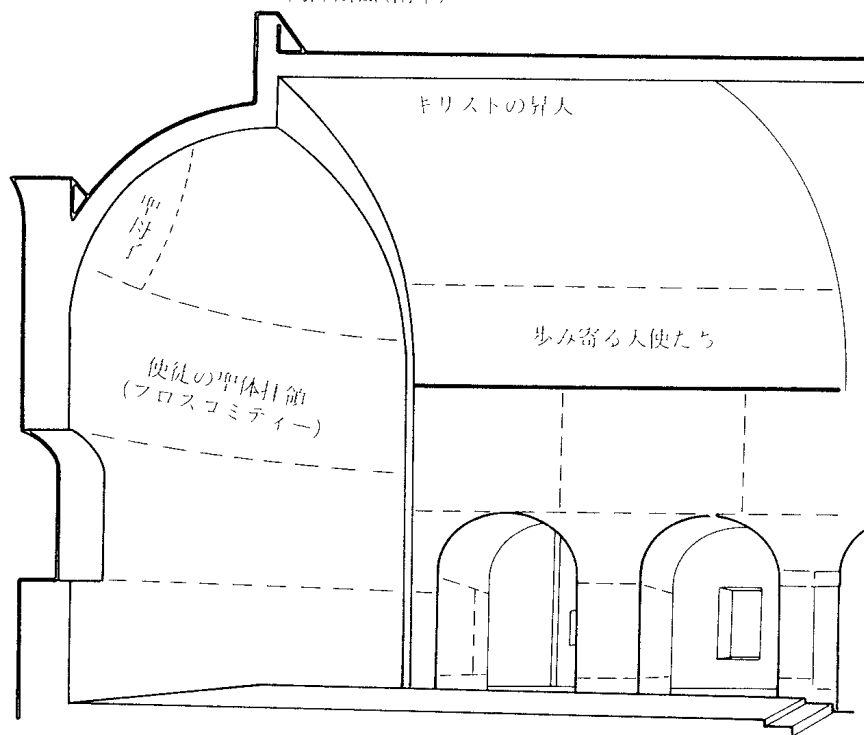 キリストの昇天
聖母子
歩み寄る天使たち
使徒の聖体拝領
(プロスコミディー)